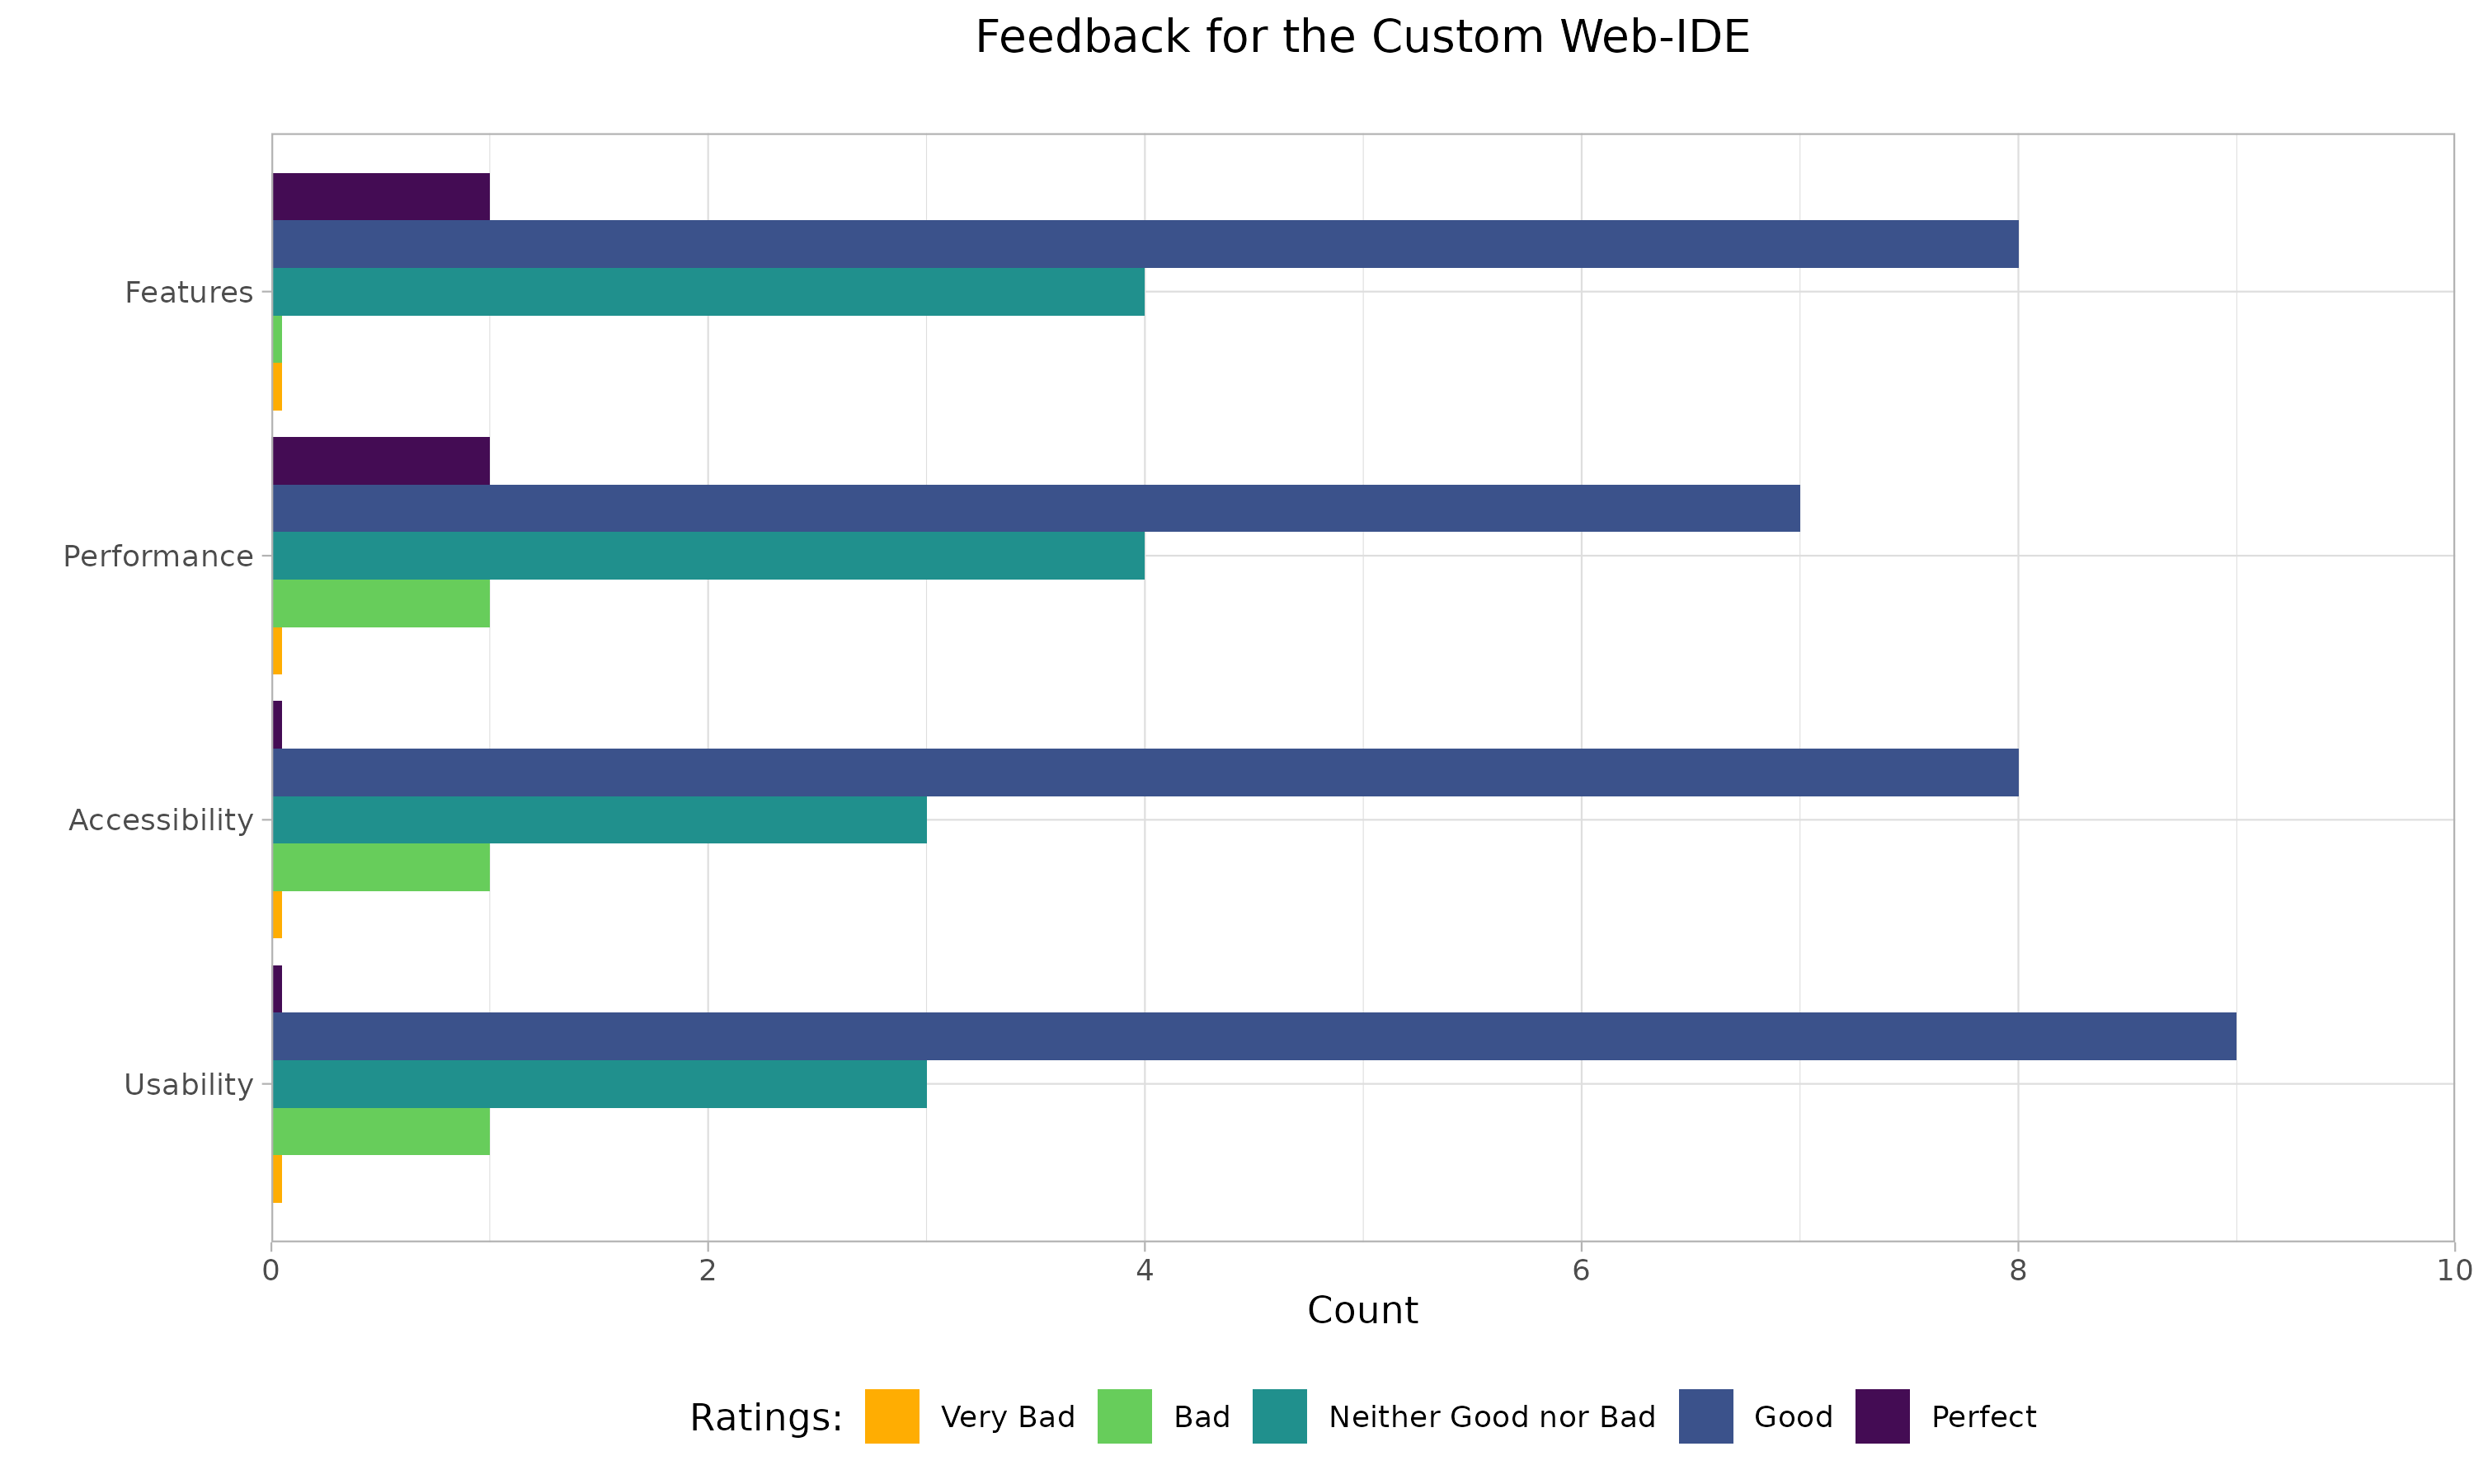 Feedback for the Custom Web-IDE
Features
Performance
Accessibility
Usability
0 2 4 6 8 10
Count
Ratings: Very Bad Bad Neither Good nor Bad Good Perfect